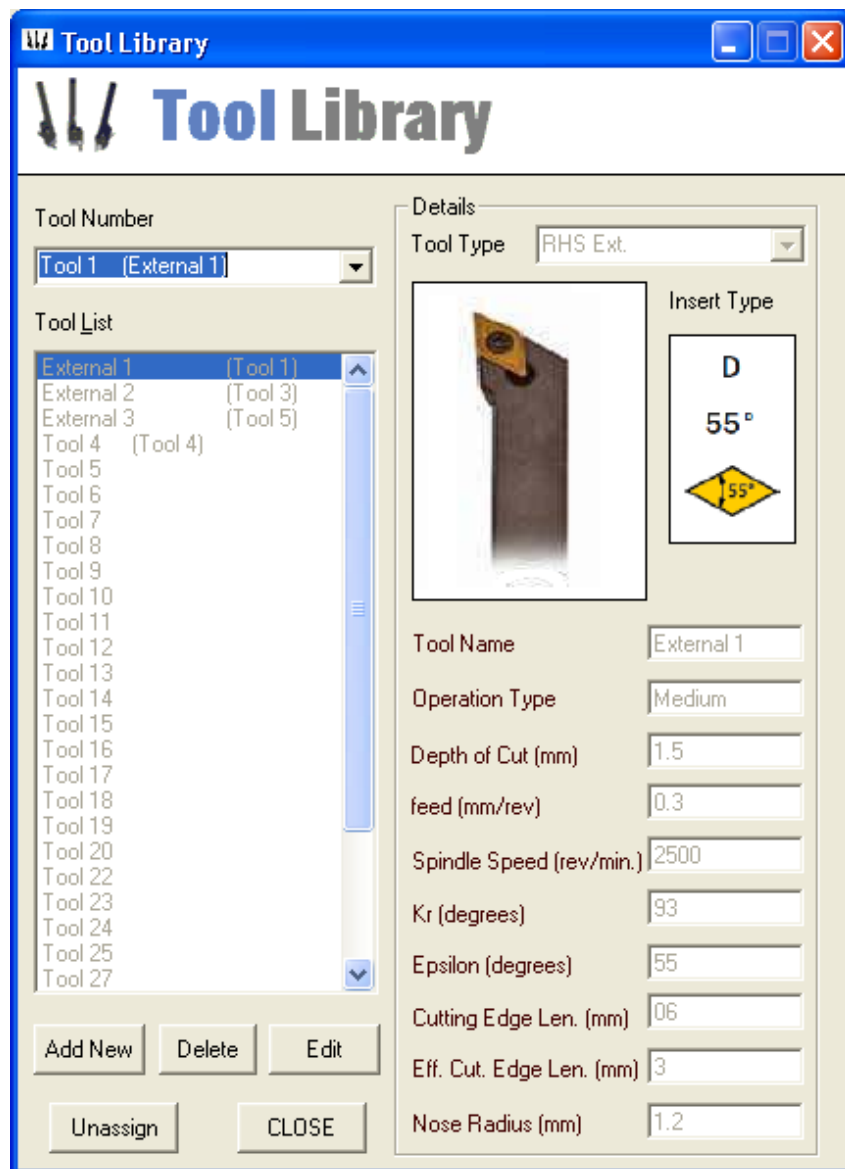 Tool Library
Tool Library
Tool Number
Tool 1 (External 1)
Tool List
External 1 (Tool 1)
External 2 (Tool 3)
External 3 (Tool 5)
Tool 4 (Tool 4)
Tool 5
Tool 6
Tool 7
Tool 8
Tool 9
Tool 10
Tool 11
Tool 12
Tool 13
Tool 14
Tool 15
Tool 16
Tool 17
Tool 18
Tool 19
Tool 20
Tool 22
Tool 23
Tool 24
Tool 25
Tool 27
Add New Delete Edit
Unassign CLOSE
Details
Tool Type RHS Ext.
Insert Type
D
55°
55°
Tool Name External 1
Operation Type Medium
Depth of Cut (mm) 1.5
feed (mm/rev) 0.3
Spindle Speed (rev/min.) 2500
Kr (degrees) 93
Epsilon (degrees) 55
Cutting Edge Len. (mm) 06
Eff. Cut. Edge Len. (mm) 3
Nose Radius (mm) 1.2